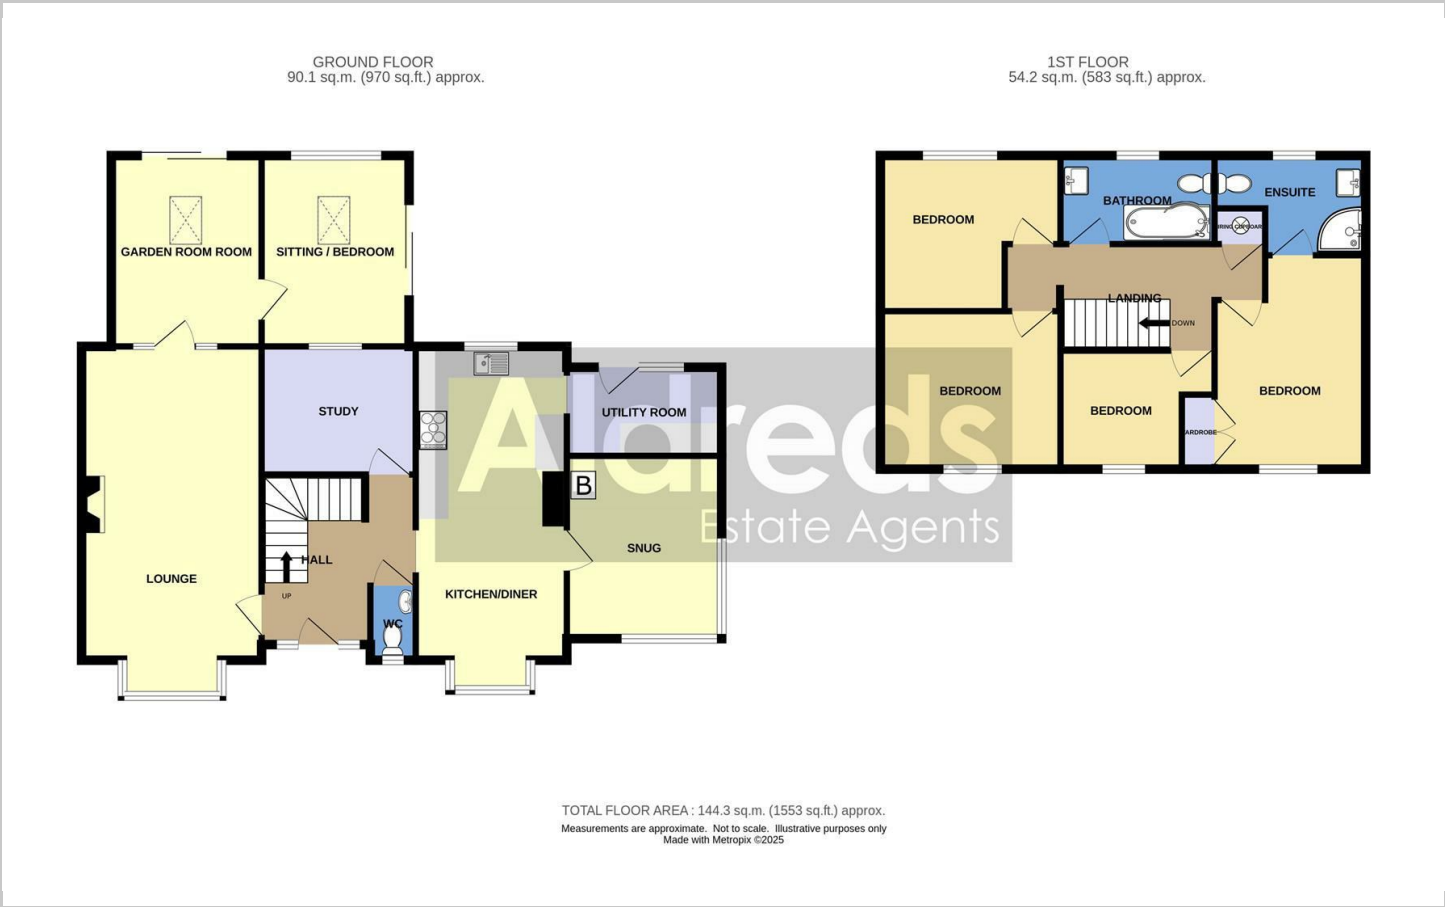 GROUND FLOOR
90.1 sq.m. (970 sq.ft.) approx.
1ST FLOOR
54.2 sq.m. (583 sq.ft.) approx.
GARDEN ROOM ROOM
SITTING / BEDROOM
STUDY
LOUNGE
HALL
UP
WC
KITCHEN/DINER
UTILITY ROOM
B
SNUG
BEDROOM
BATHROOM
ENSUITE
LANDING
DOWN
BEDROOM
BEDROOM
ARDROBE
BEDROOM
Aldreds
Estate Agents
TOTAL FLOOR AREA : 144.3 sq.m. (1553 sq.ft.) approx.
Measurements are approximate. Not to scale. Illustrative purposes only
Made with Metropix ©2025